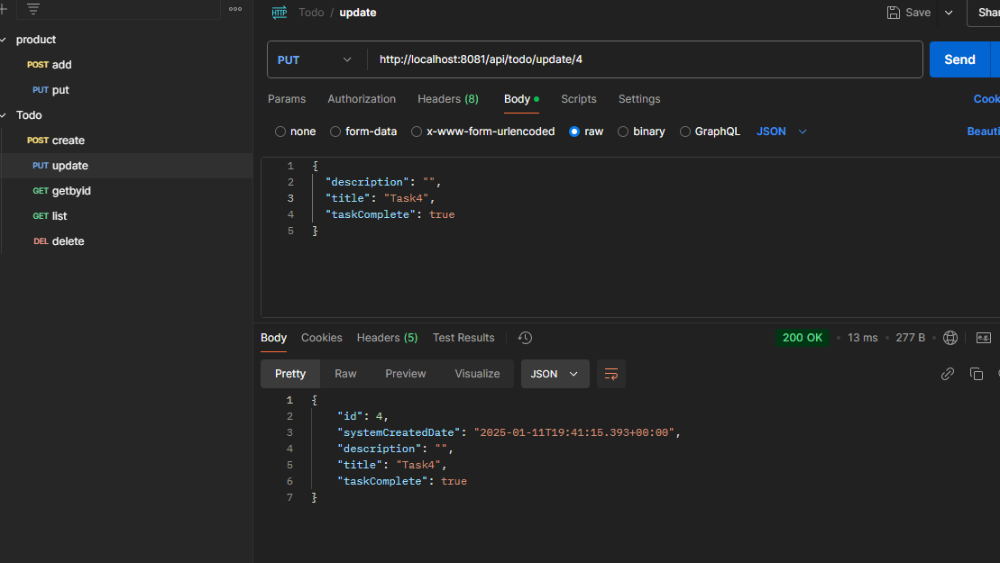 HTTP Todo / update Save
product
POST add
PUT put
Todo
POST create
PUT update
GET getbyid
GET list
DEL delete
PUT http://localhost:8081/api/todo/update/4 Send
Params Authorization Headers (8) Body Scripts Settings
none form-data x-www-form-urlencoded raw binary GraphQL JSON
1 {
2 "description": "",
3 "title": "Task4",
4 "taskComplete": true
5 }
Body Cookies Headers (5) Test Results 200 OK 13 ms 277 B e.g.
Pretty Raw Preview Visualize JSON
1 {
2 "id": 4,
3 "systemCreatedDate": "2025-01-11T19:41:15.393+00:00",
4 "description": "",
5 "title": "Task4",
6 "taskComplete": true
7 }